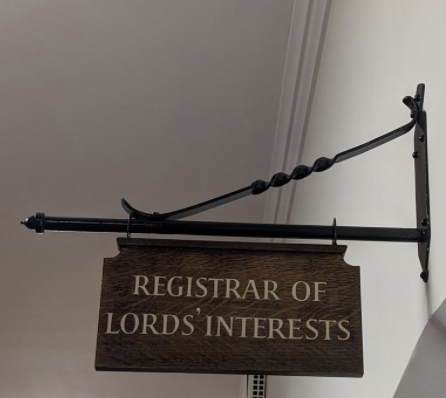 REGISTRAR OF
LORDS' INTERESTS